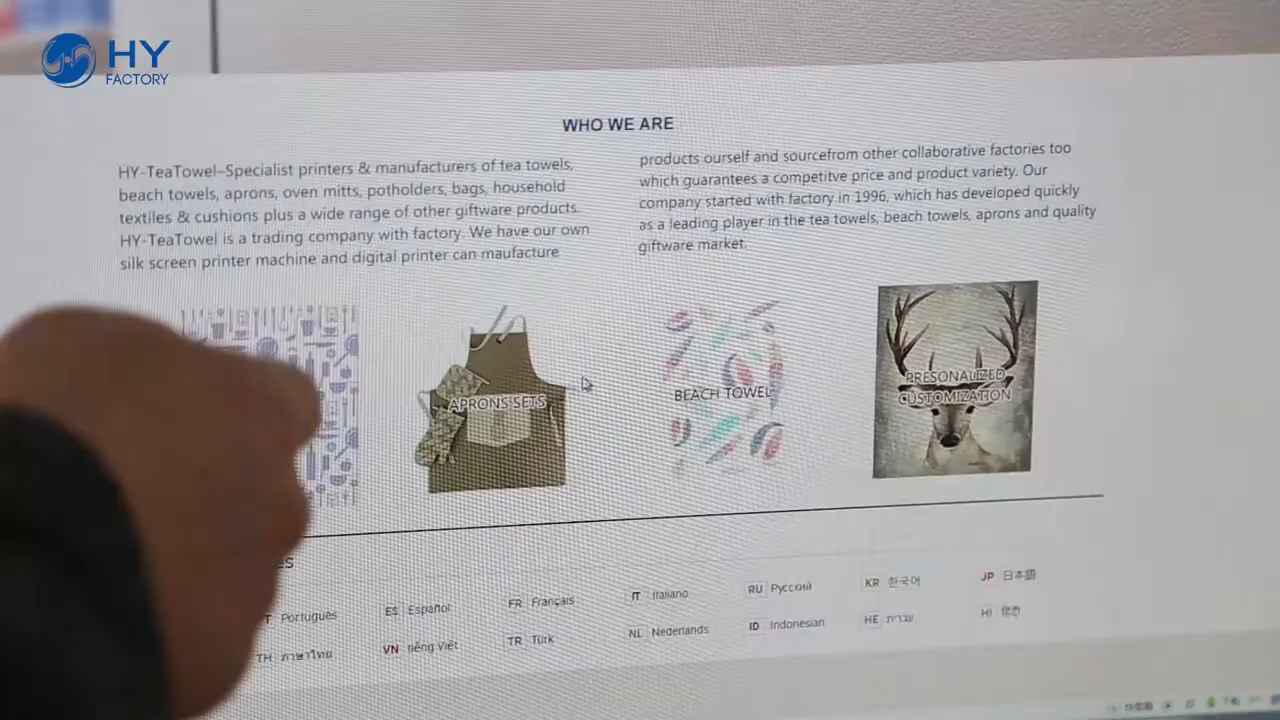 HY
FACTORY
WHO WE ARE
HY-TeaTowel-Specialist printers & manufacturers of tea towels,
beach towels, aprons, oven mitts, potholders, bags, household
textiles & cushions plus a wide range of other giftware products.
HY-TeaTowel is a trading company with factory. We have our own
silk screen printer machine and digital printer can maufacture
products ourself and sourcefrom other collaborative factories too
which guarantees a competitve price and product variety. Our
company started with factory in 1996, which has developed quickly
as a leading player in the tea towels, beach towels, aprons and quality
giftware market.
APRONS SETS
BEACH TOWEL
PRESONALIZED
CUSTOMIZATION
Português
ES Español
FR Français
IT Italiano
RU Русский
KR 한국어
JP 日本語
TH ภาษาไทย
VN tiếng Việt
TR Türk
NL Nederlands
ID Indonesian
HE עברית
HI हिंदी